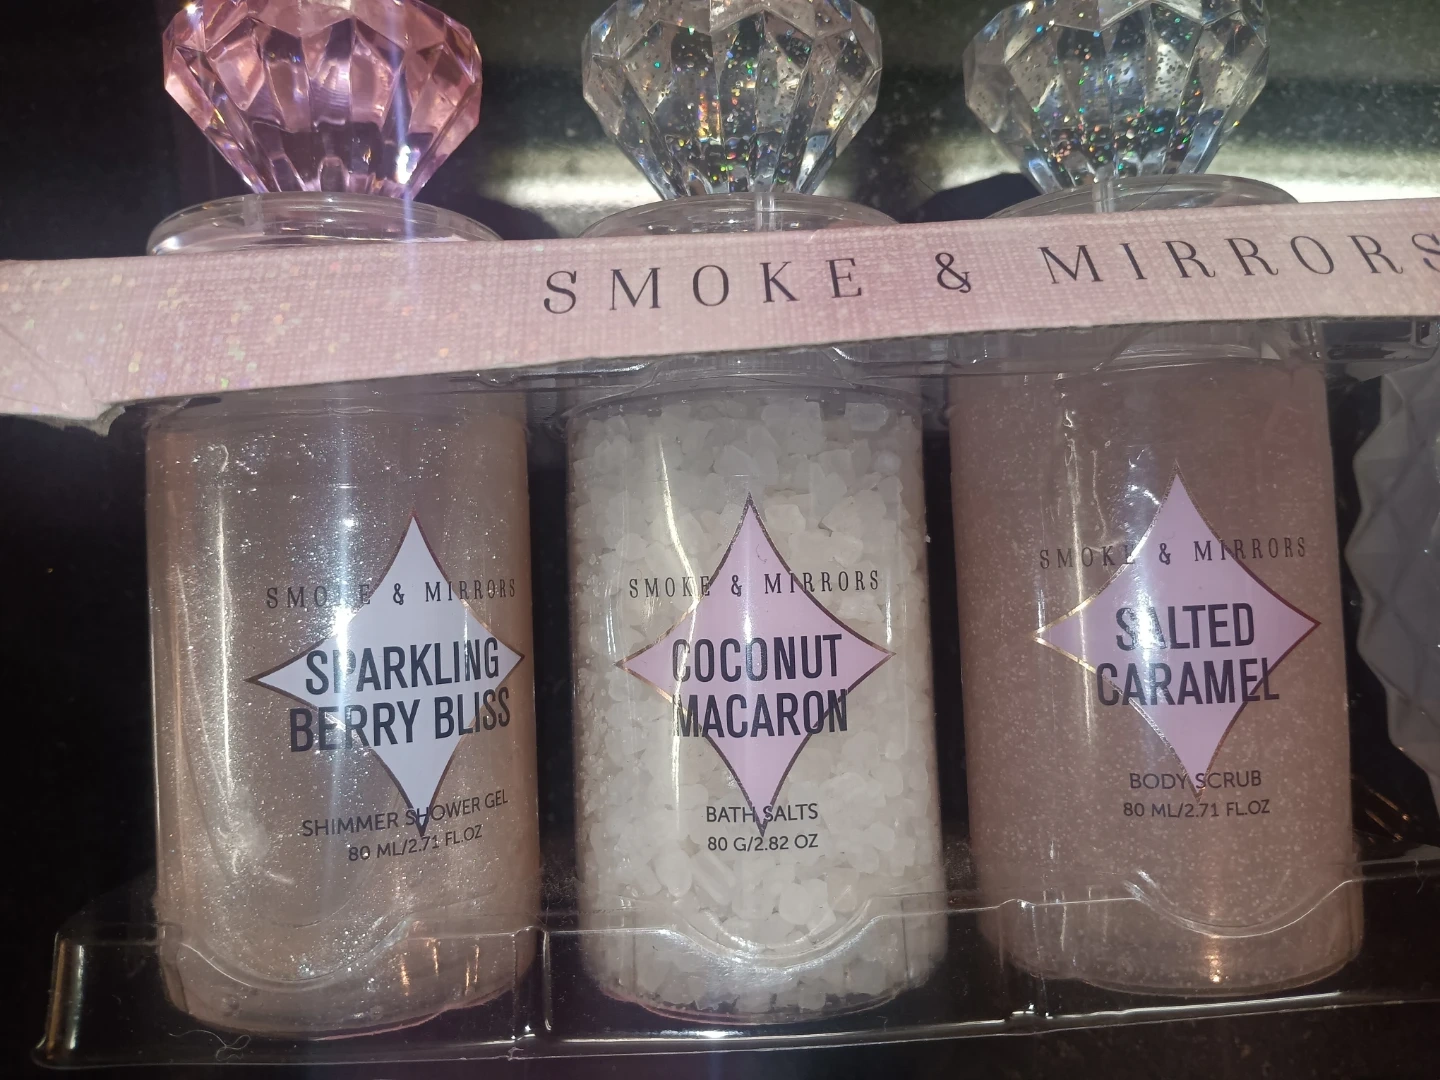 SMOKE & MIRRORS
SMOKE & MIRRORS
SPARKLING
BERRY BLISS
SHIMMER SHOWER GEL
80 ML/2.71 FL.OZ
SMOKE & MIRRORS
COCONUT
MACARON
BATH SALTS
80 G/2.82 OZ
SMOKE & MIRRORS
SALTED
CARAMEL
BODY SCRUB
80 ML/2.71 FL.OZ